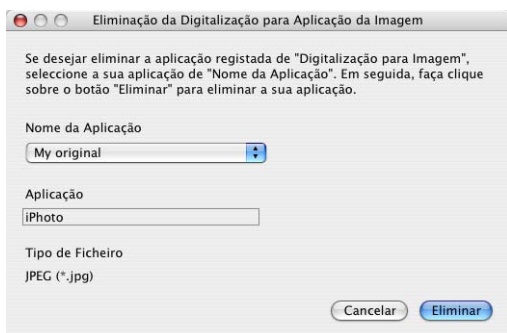 Eliminação da Digitalização para Aplicação da Imagem
Se desejar eliminar a aplicação registada de "Digitalização para Imagem",
seleccione a sua aplicação de "Nome da Aplicação". Em seguida, faça clique
sobre o botão "Eliminar" para eliminar a sua aplicação.
Nome da Aplicação
My original
Aplicação
iPhoto
Tipo de Ficheiro
JPEG (*.jpg)
Cancelar Eliminar